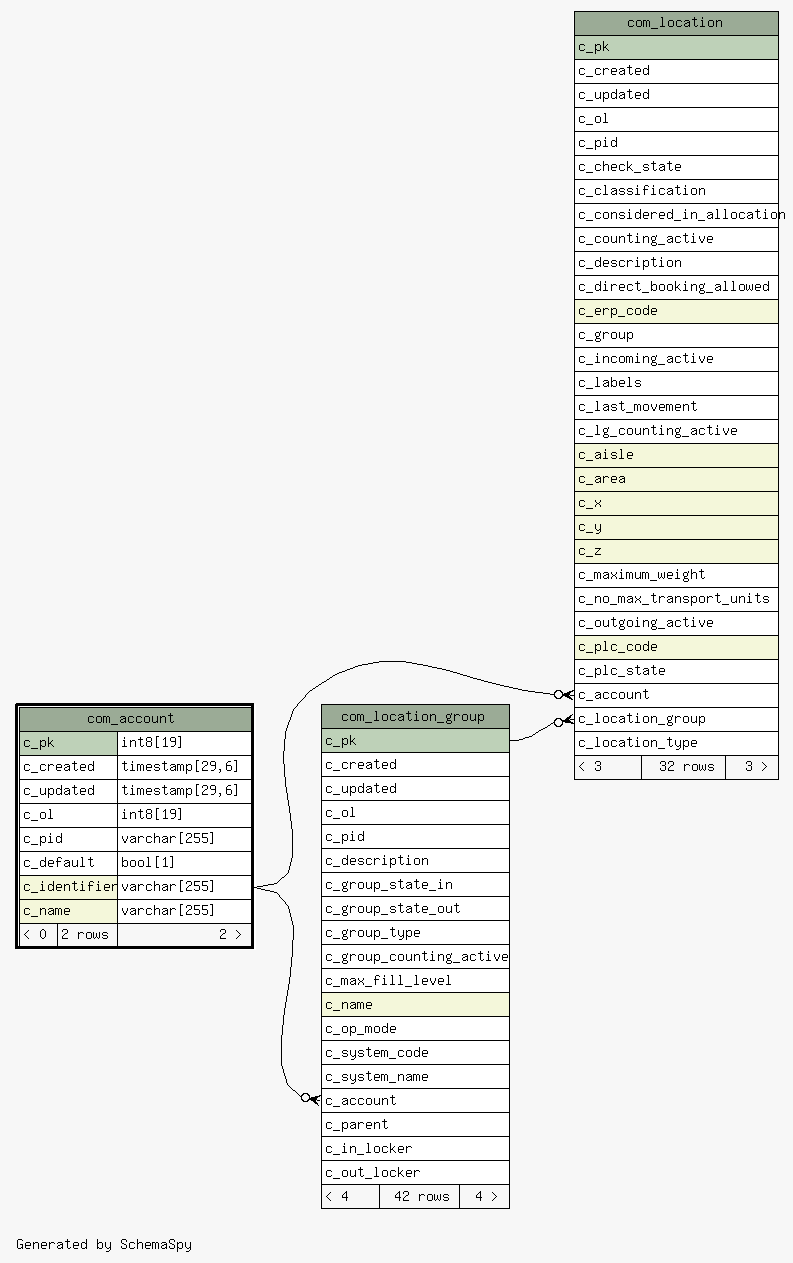 com_location
c_pk
c_created
c_updated
c_ol
c_pid
c_check_state
c_classification
c_considered_in_allocation
c_counting_active
c_description
c_direct_booking_allowed
c_erp_code
c_group
c_incoming_active
c_labels
c_last_movement
c_lg_counting_active
c_aisle
c_area
c_x
c_y
c_z
c_maximum_weight
c_no_max_transport_units
c_outgoing_active
c_plc_code
c_plc_state
c_account
c_location_group
c_location_type
< 3 32 rows 3 >
com_account
c_pk int8[19]
c_created timestamp[29,6]
c_updated timestamp[29,6]
c_ol int8[19]
c_pid varchar[255]
c_default bool[1]
c_identifier varchar[255]
c_name varchar[255]
< 0 2 rows 2 >
com_location_group
c_pk
c_created
c_updated
c_ol
c_pid
c_description
c_group_state_in
c_group_state_out
c_group_type
c_group_counting_active
c_max_fill_level
c_name
c_op_mode
c_system_code
c_system_name
c_account
c_parent
c_in_locker
c_out_locker
< 4 42 rows 4 >
Generated by SchemaSpy